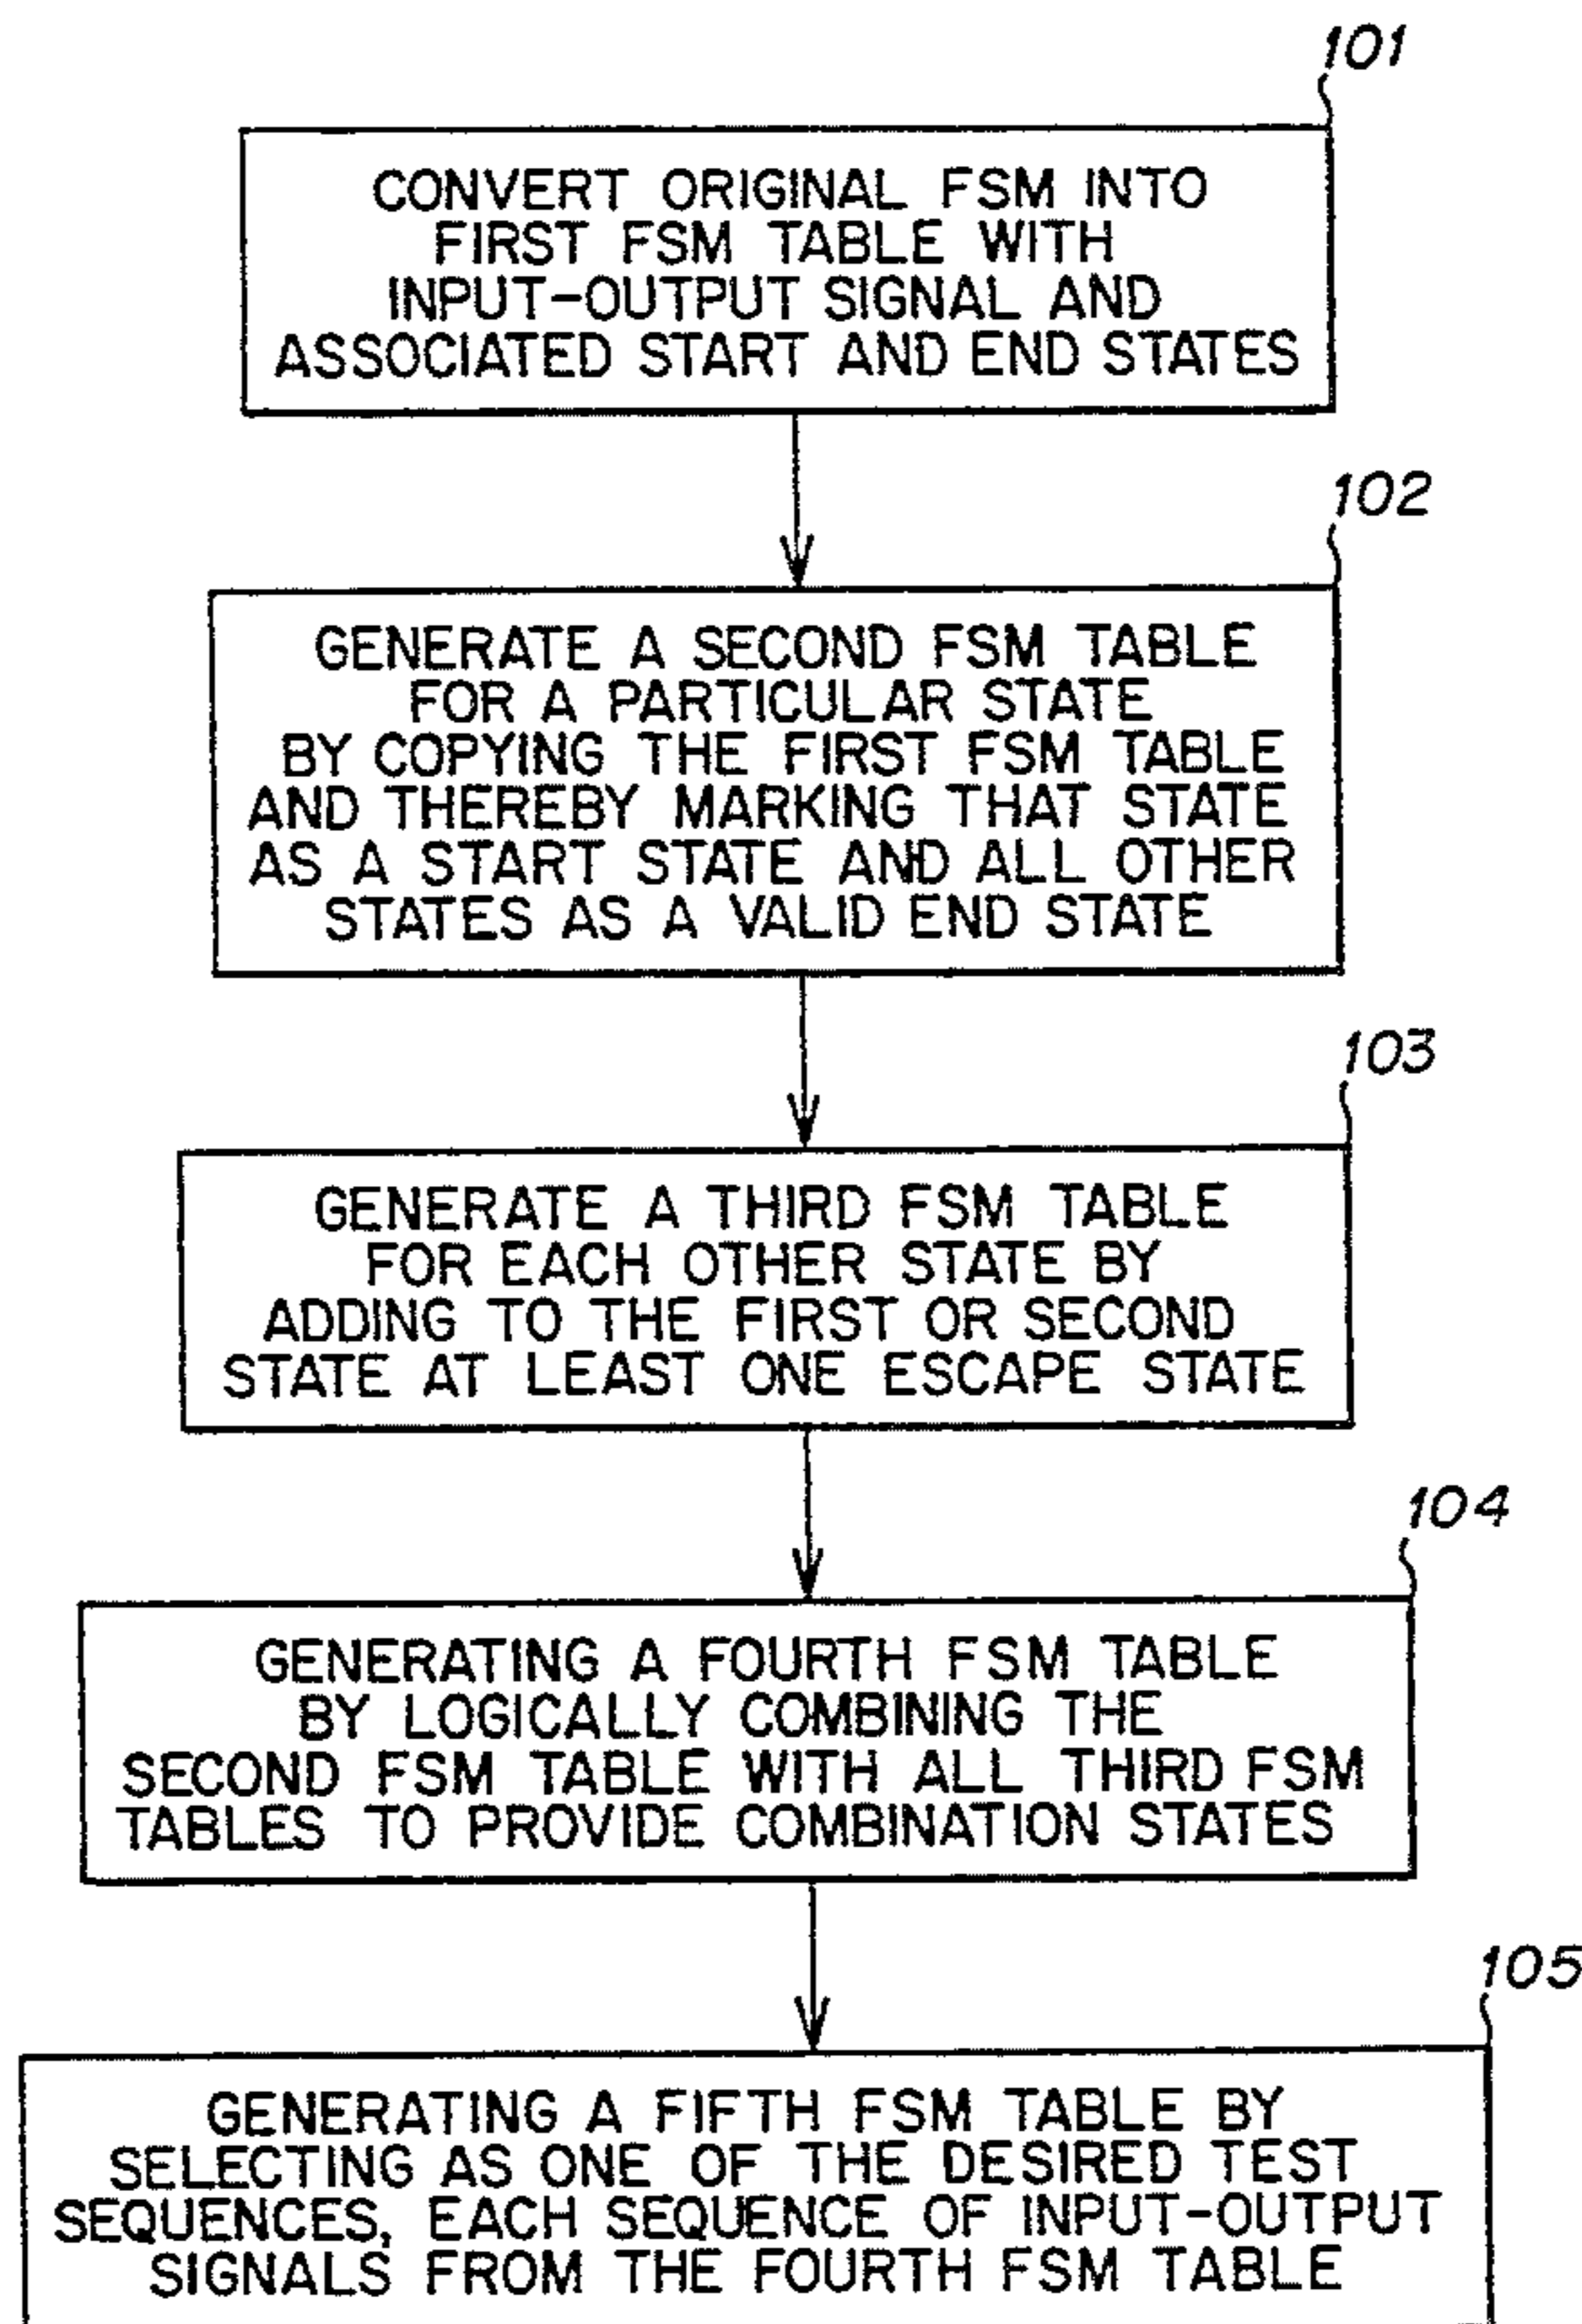 101
CONVERT ORIGINAL FSM INTO
FIRST FSM TABLE WITH
INPUT-OUTPUT SIGNAL AND
ASSOCIATED START AND END STATES
102
GENERATE A SECOND FSM TABLE
FOR A PARTICULAR STATE
BY COPYING THE FIRST FSM TABLE
AND THEREBY MARKING THAT STATE
AS A START STATE AND ALL OTHER
STATES AS A VALID END STATE
103
GENERATE A THIRD FSM TABLE
FOR EACH OTHER STATE BY
ADDING TO THE FIRST OR SECOND
STATE AT LEAST ONE ESCAPE STATE
104
GENERATING A FOURTH FSM TABLE
BY LOGICALLY COMBINING THE
SECOND FSM TABLE WITH ALL THIRD FSM
TABLES TO PROVIDE COMBINATION STATES
105
GENERATING A FIFTH FSM TABLE BY
SELECTING AS ONE OF THE DESIRED TEST
SEQUENCES, EACH SEQUENCE OF INPUT-OUTPUT
SIGNALS FROM THE FOURTH FSM TABLE